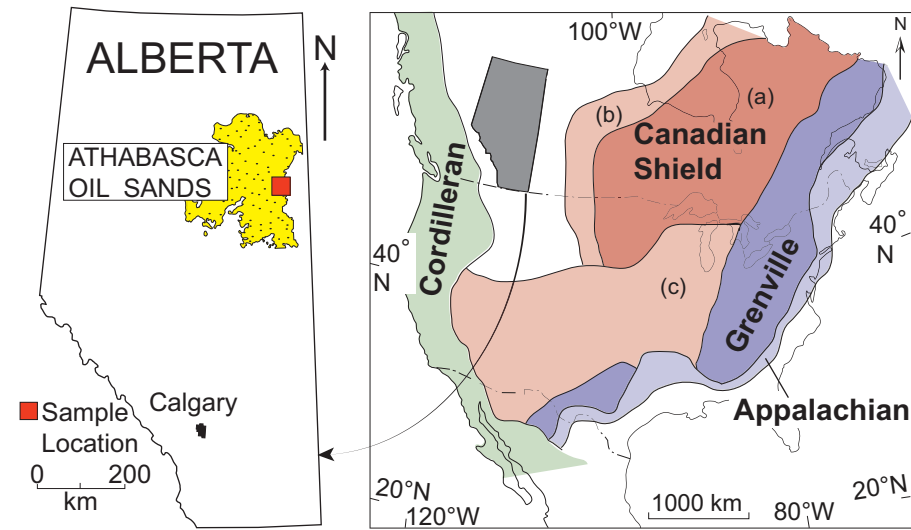 ALBERTA
N
ATHABASCA
OIL SANDS
Calgary
Sample
Location
0 200
km
100°W
N
(a)
(b)
Canadian
Shield
Cordilleran
40°
N
40°
N
(c)
Grenville
Appalachian
20°N
120°W
1000 km
80°W
20°N